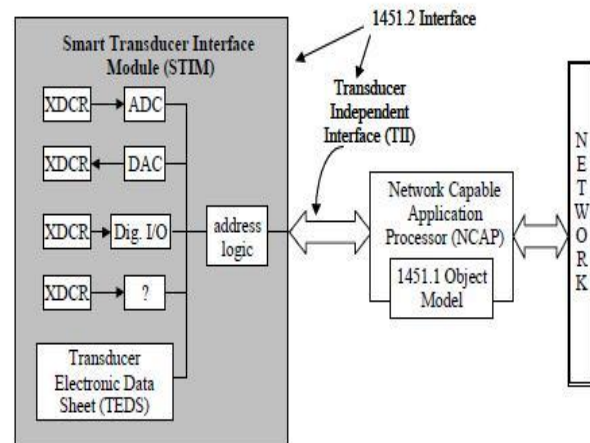 1451.2 Interface
Smart Transducer Interface
Module (STIM)
XDCR
ADC
XDCR
DAC
XDCR
Dig. I/O
XDCR
?
address
logic
Transducer
Electronic Data
Sheet (TEDS)
Transducer
Independent
Interface (TII)
Network Capable
Application
Processor (NCAP)
1451.1 Object
Model
N
E
T
W
O
R
K